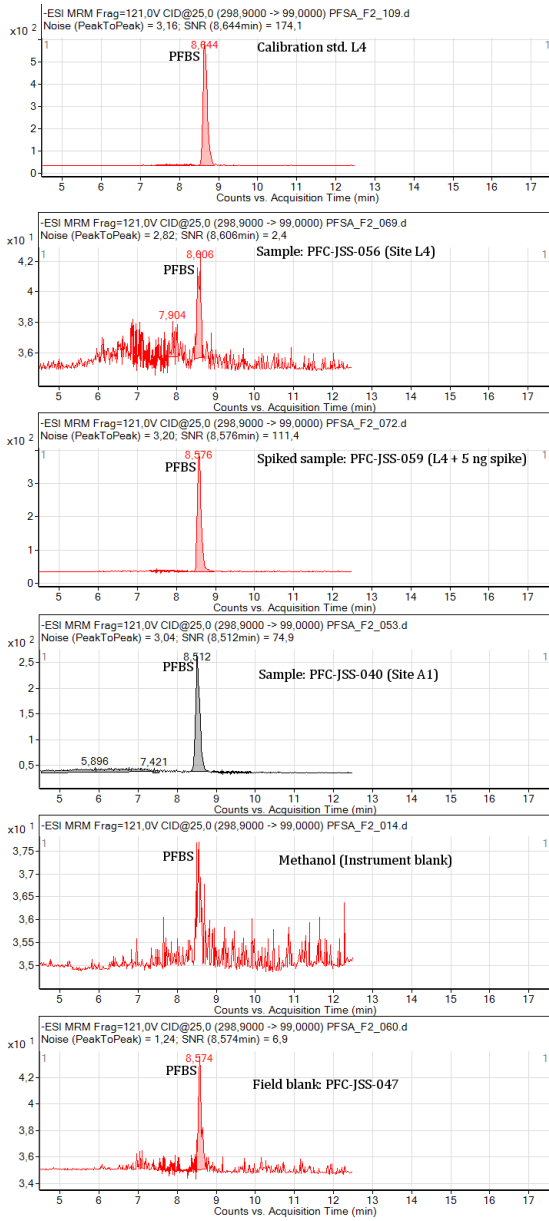 -ESI MRM Frag=121,0V CID@25,0 (298,9000 -> 99,0000) PFSA_F2_109.d
Noise (PeakToPeak) = 3,16; SNR (8,644min) = 174,1
x10 2
1
8,644
PFBS
Calibration std. L4
5
4
3
2
1
0
5 6 7 8 9 10 11 12 13 14 15 16 17
Counts vs. Acquisition Time (min)
-ESI MRM Frag=121,0V CID@25,0 (298,9000 -> 99,0000) PFSA_F2_069.d
Noise (PeakToPeak) = 2,82; SNR (8,606min) = 2,4
x10 1
1
8,606
1
Sample: PFC-JSS-056 (Site L4)
PFBS
7,904
4,2
4
3,8
3,6
5 6 7 8 9 10 11 12 13 14 15 16 17
Counts vs. Acquisition Time (min)
-ESI MRM Frag=121,0V CID@25,0 (298,9000 -> 99,0000) PFSA_F2_072.d
Noise (PeakToPeak) = 3,20; SNR (8,576min) = 111,4
x10 2
1
8,576
1
PFBS
Spiked sample: PFC-JSS-059 (L4 + 5 ng spike)
3
2
1
0
5 6 7 8 9 10 11 12 13 14 15 16 17
Counts vs. Acquisition Time (min)
-ESI MRM Frag=121,0V CID@25,0 (298,9000 -> 99,0000) PFSA_F2_053.d
Noise (PeakToPeak) = 3,04; SNR (8,512min) = 74,9
x10 2
1
8,512
1
PFBS
Sample: PFC-JSS-040 (Site A1)
5,896
7,421
2,5
2
1,5
1
0,5
5 6 7 8 9 10 11 12 13 14 15 16 17
Counts vs. Acquisition Time (min)
-ESI MRM Frag=121,0V CID@25,0 (298,9000 -> 99,0000) PFSA_F2_014.d
x10 1
1
1
PFBS
Methanol (Instrument blank)
3,75
3,7
3,65
3,6
3,55
3,5
5 6 7 8 9 10 11 12 13 14 15 16 17
Counts vs. Acquisition Time (min)
-ESI MRM Frag=121,0V CID@25,0 (298,9000 -> 99,0000) PFSA_F2_060.d
Noise (PeakToPeak) = 1,24; SNR (8,574min) = 6,9
x10 1
1
8,574
1
PFBS
Field blank: PFC-JSS-047
4,2
4
3,8
3,6
3,4
5 6 7 8 9 10 11 12 13 14 15 16 17
Counts vs. Acquisition Time (min)